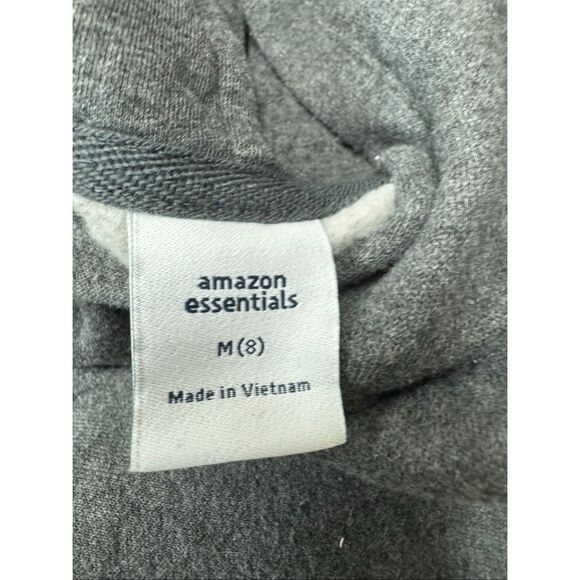 amazon
essentials
M (8)
Made in Vietnam